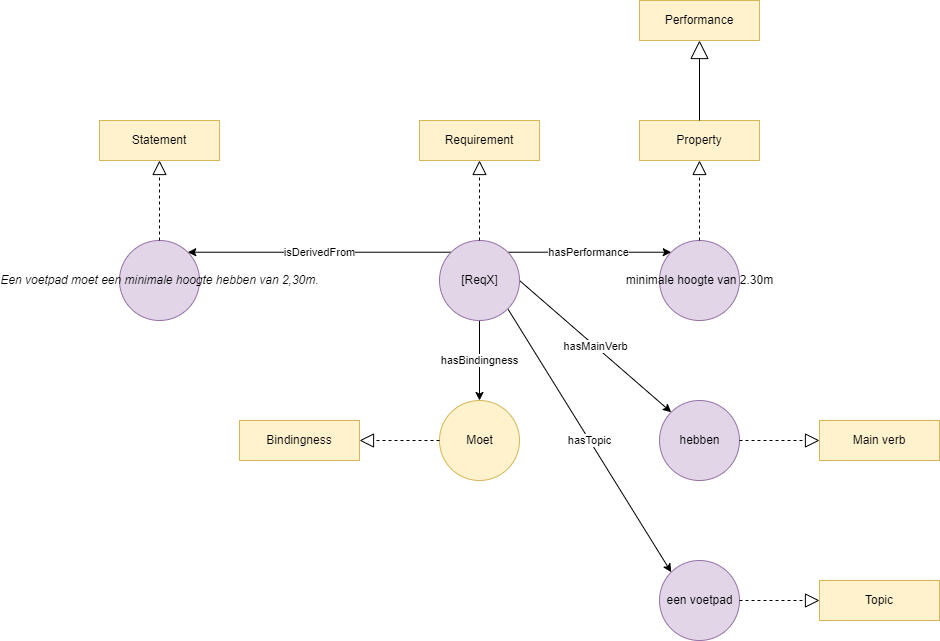 Performance
Statement
Requirement
Property
isDerivedFrom
hasPerformance
Een voetpad moet een minimale hoogte hebben van 2,30m.
[ReqX]
minimale hoogte van 2.30m
hasMainVerb
hasBindingness
Bindingness
Moet
hasTopic
hebben
Main verb
een voetpad
Topic